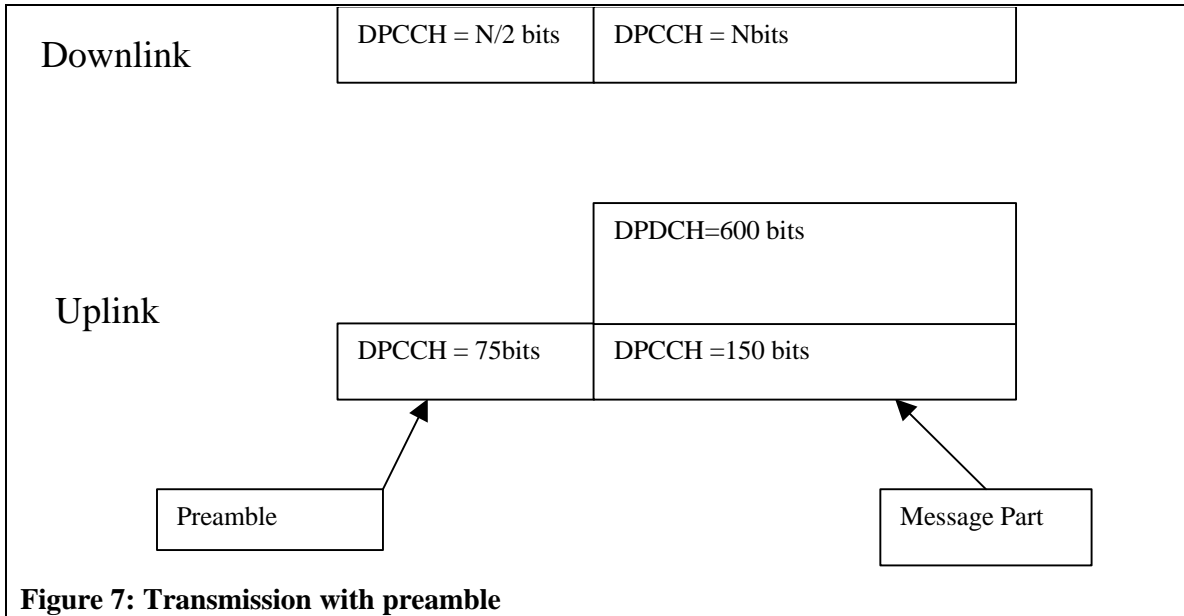 Downlink
DPCCH = N/2 bits
DPCCH = Nbits
DPDCH=600 bits
Uplink
DPCCH = 75bits
DPCCH =150 bits
Preamble
Message Part
Figure 7: Transmission with preamble